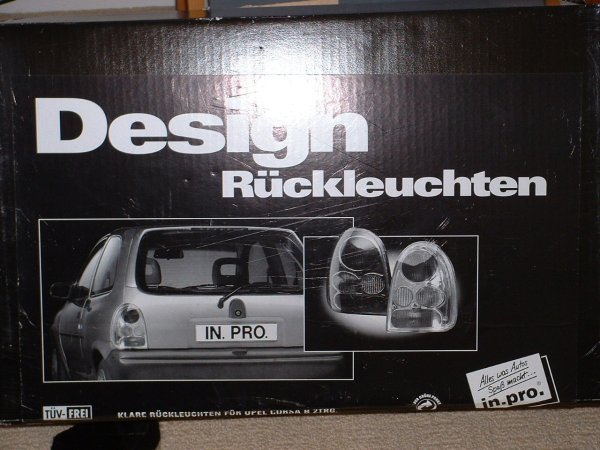 Design
Rückleuchten
IN. PRO.
TÜV-FREI
KLARE RÜCKLEUCHTEN FÜR OPEL CORSA B 2TRG
Alles was Autos
Spaß macht...
in.pro.®